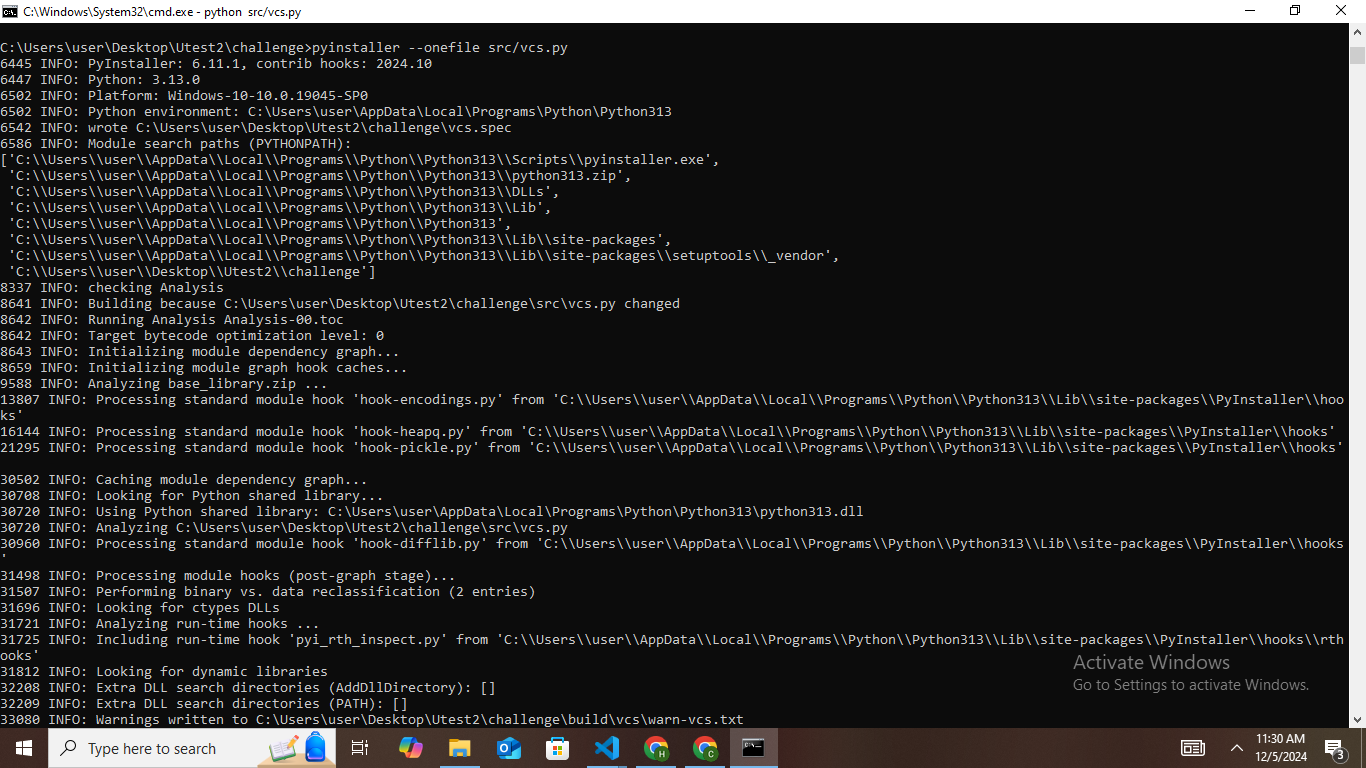 C:\Windows\System32\cmd.exe - python  src/vcs.py
C:\Users\user\Desktop\Utest2\challenge>pyinstaller --onefile src/vcs.py
6445 INFO: PyInstaller: 6.11.1, contrib hooks: 2024.10
6447 INFO: Python: 3.13.0
6502 INFO: Platform: Windows-10-10.0.19045-SP0
6502 INFO: Python environment: C:\Users\user\AppData\Local\Programs\Python\Python313
6542 INFO: wrote C:\Users\user\Desktop\Utest2\challenge\vcs.spec
6586 INFO: Module search paths (PYTHONPATH):
['C:\\Users\\user\\AppData\\Local\\Programs\\Python\\Python313\\Scripts\\pyinstaller.exe',
 'C:\\Users\\user\\AppData\\Local\\Programs\\Python\\Python313\\python313.zip',
 'C:\\Users\\user\\AppData\\Local\\Programs\\Python\\Python313\\DLLs',
 'C:\\Users\\user\\AppData\\Local\\Programs\\Python\\Python313\\Lib',
 'C:\\Users\\user\\AppData\\Local\\Programs\\Python\\Python313',
 'C:\\Users\\user\\AppData\\Local\\Programs\\Python\\Python313\\Lib\\site-packages',
 'C:\\Users\\user\\AppData\\Local\\Programs\\Python\\Python313\\Lib\\site-packages\\setuptools\\_vendor',
 'C:\\Users\\user\\Desktop\\Utest2\\challenge']
8337 INFO: checking Analysis
8641 INFO: Building because C:\Users\user\Desktop\Utest2\challenge\src\vcs.py changed
8642 INFO: Running Analysis Analysis-00.toc
8642 INFO: Target bytecode optimization level: 0
8643 INFO: Initializing module dependency graph...
8659 INFO: Initializing module graph hook caches...
9588 INFO: Analyzing base_library.zip ...
13807 INFO: Processing standard module hook 'hook-encodings.py' from 'C:\\Users\\user\\AppData\\Local\\Programs\\Python\\Python313\\Lib\\site-packages\\PyInstaller\\hoo
ks'
16144 INFO: Processing standard module hook 'hook-heapq.py' from 'C:\\Users\\user\\AppData\\Local\\Programs\\Python\\Python313\\Lib\\site-packages\\PyInstaller\\hooks'
21295 INFO: Processing standard module hook 'hook-pickle.py' from 'C:\\Users\\user\\AppData\\Local\\Programs\\Python\\Python313\\Lib\\site-packages\\PyInstaller\\hooks'
30502 INFO: Caching module dependency graph...
30708 INFO: Looking for Python shared library...
30720 INFO: Using Python shared library: C:\Users\user\AppData\Local\Programs\Python\Python313\python313.dll
30720 INFO: Analyzing C:\Users\user\Desktop\Utest2\challenge\src\vcs.py
30960 INFO: Processing standard module hook 'hook-difflib.py' from 'C:\\Users\\user\\AppData\\Local\\Programs\\Python\\Python313\\Lib\\site-packages\\PyInstaller\\hooks
'
31498 INFO: Processing module hooks (post-graph stage)...
31507 INFO: Performing binary vs. data reclassification (2 entries)
31696 INFO: Looking for ctypes DLLs
31721 INFO: Analyzing run-time hooks ...
31725 INFO: Including run-time hook 'pyi_rth_inspect.py' from 'C:\\Users\\user\\AppData\\Local\\Programs\\Python\\Python313\\Lib\\site-packages\\PyInstaller\\hooks\\rth
ooks'
31812 INFO: Looking for dynamic libraries
32208 INFO: Extra DLL search directories (AddDllDirectory): []
32209 INFO: Extra DLL search directories (PATH): []
33080 INFO: Warnings written to C:\Users\user\Desktop\Utest2\challenge\build\vcs\warn-vcs.txt
Activate Windows
Go to Settings to activate Windows.
Type here to search
H
C
11:30 AM
12/5/2024
3